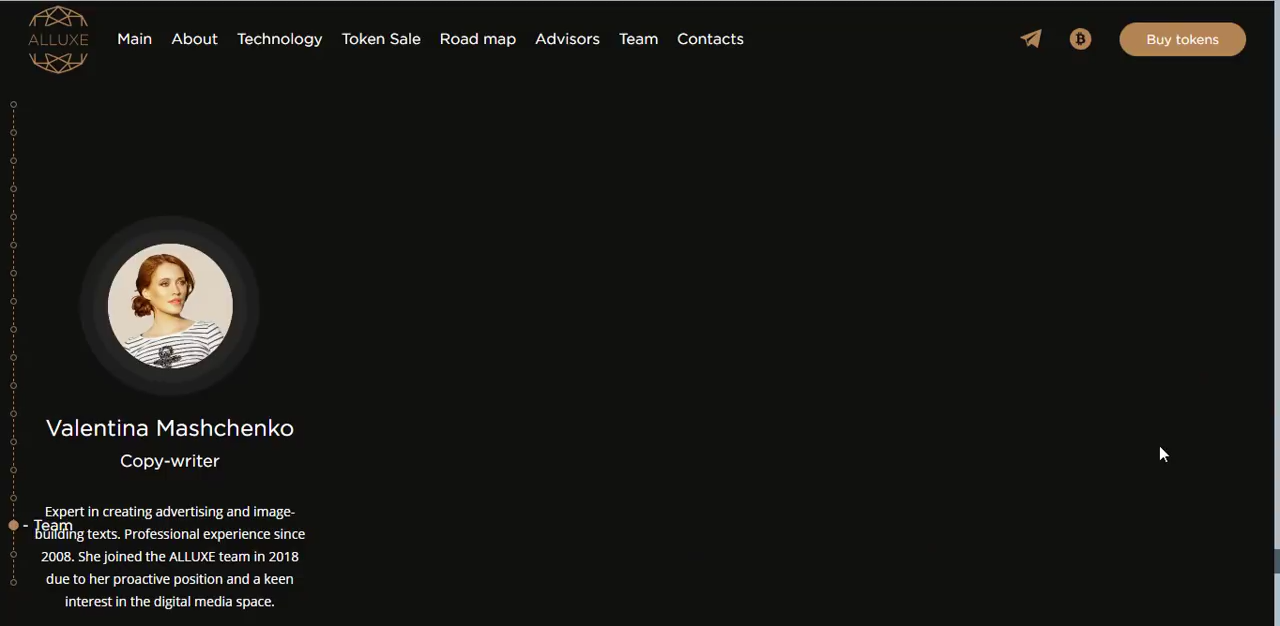 ALLUXE
Main About Technology Token Sale Road map Advisors Team Contacts
Buy tokens
Valentina Mashchenko
Copy-writer
Expert in creating advertising and image-
- Team
building texts. Professional experience since
2008. She joined the ALLUXE team in 2018
due to her proactive position and a keen
interest in the digital media space.